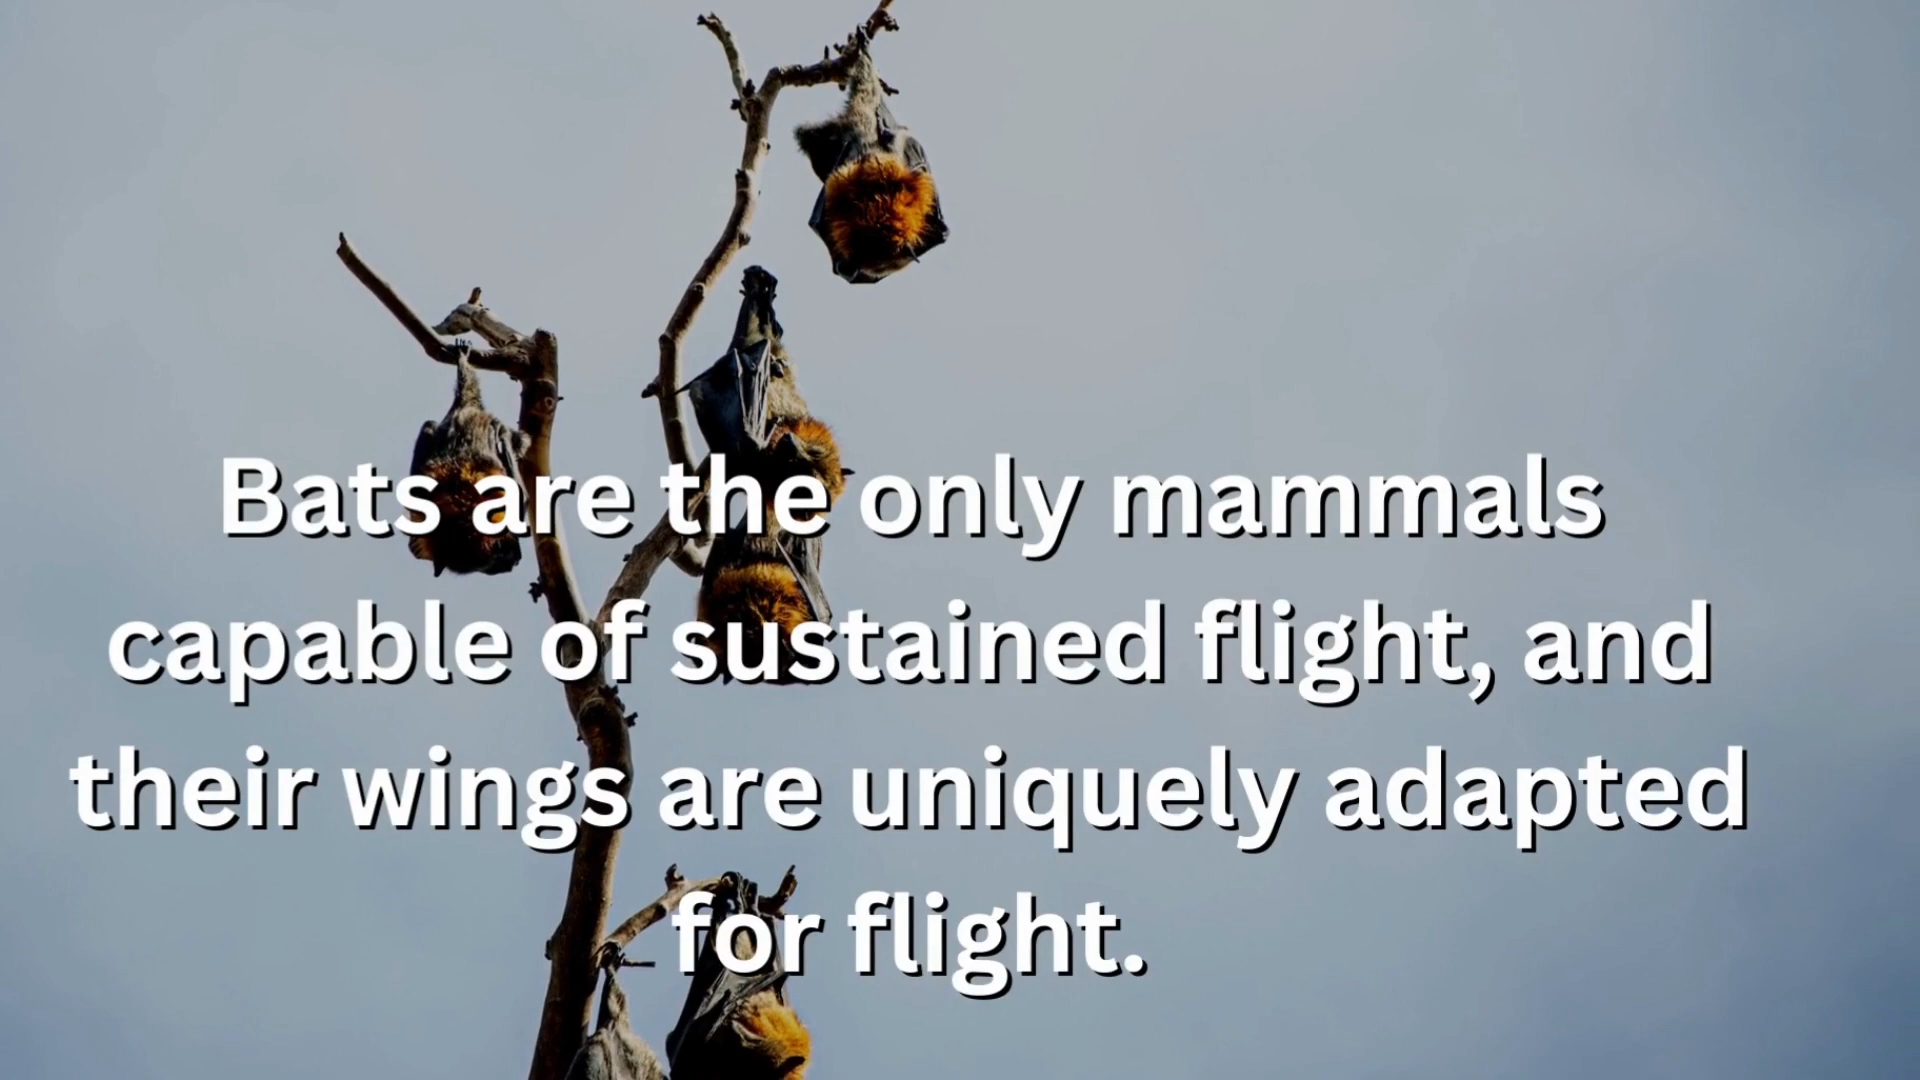 Bats are the only mammals
capable of sustained flight, and
their wings are uniquely adapted
for flight.